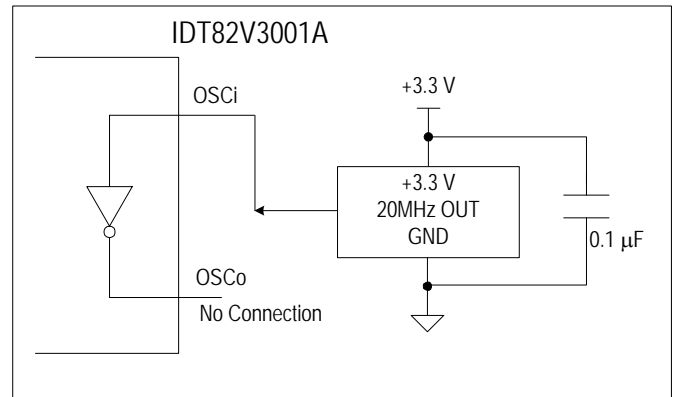 IDT82V3001A
OSCi
+3.3 V
+3.3 V
20MHz OUT
GND
0.1 μF
OSCo
No Connection